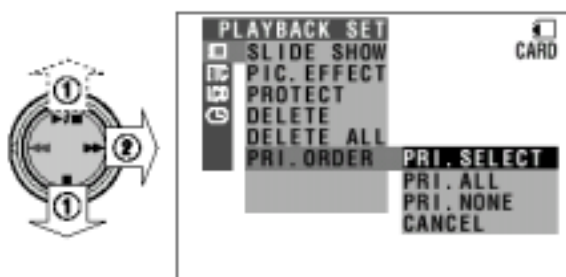 PLAYBACK SET
SLIDE SHOW
PIC. EFFECT
PROTECT
DELETE
DELETE ALL
PRI. ORDER
PRI. SELECT
PRI. ALL
PRI. NONE
CANCEL
CARD
1
2
1